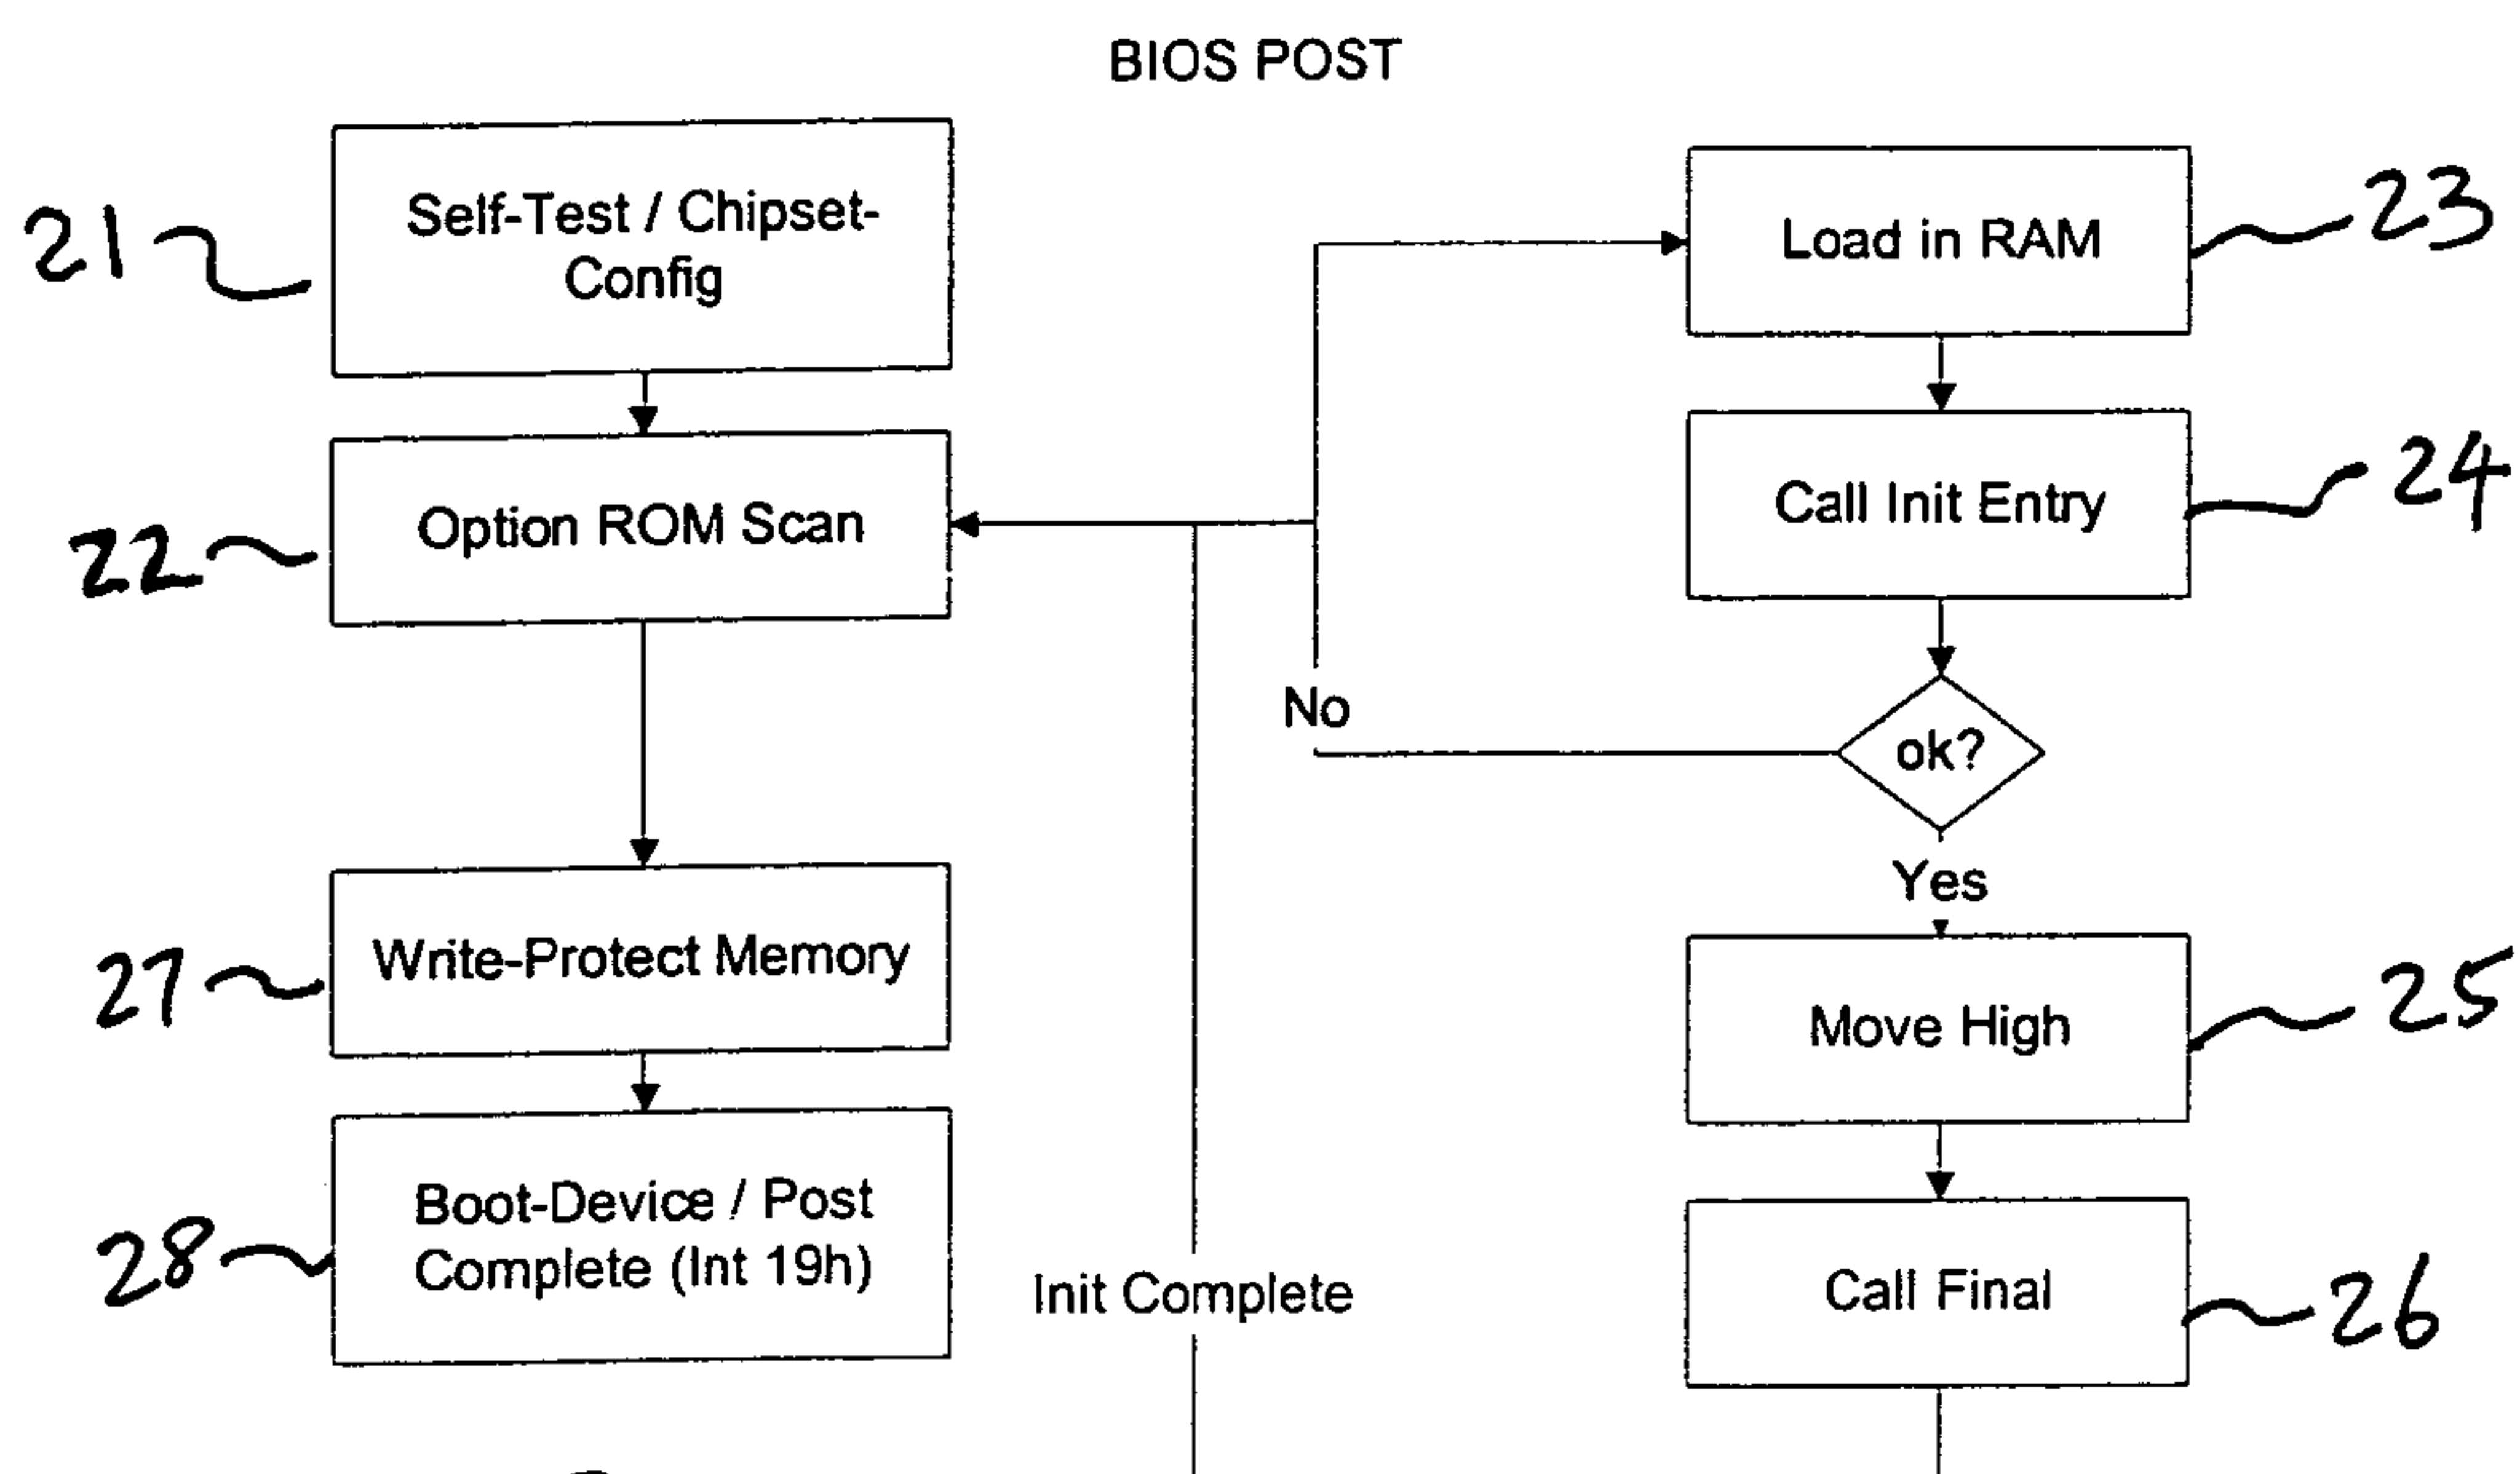 BIOS POST
21
Self-Test / Chipset-
Config
22
Option ROM Scan
27
Write-Protect Memory
28
Boot-Device / Post
Complete (Int 19h)
No
Init Complete
Load in RAM
23
Call Init Entry
24
ok?
Yes
Move High
25
Call Final
26